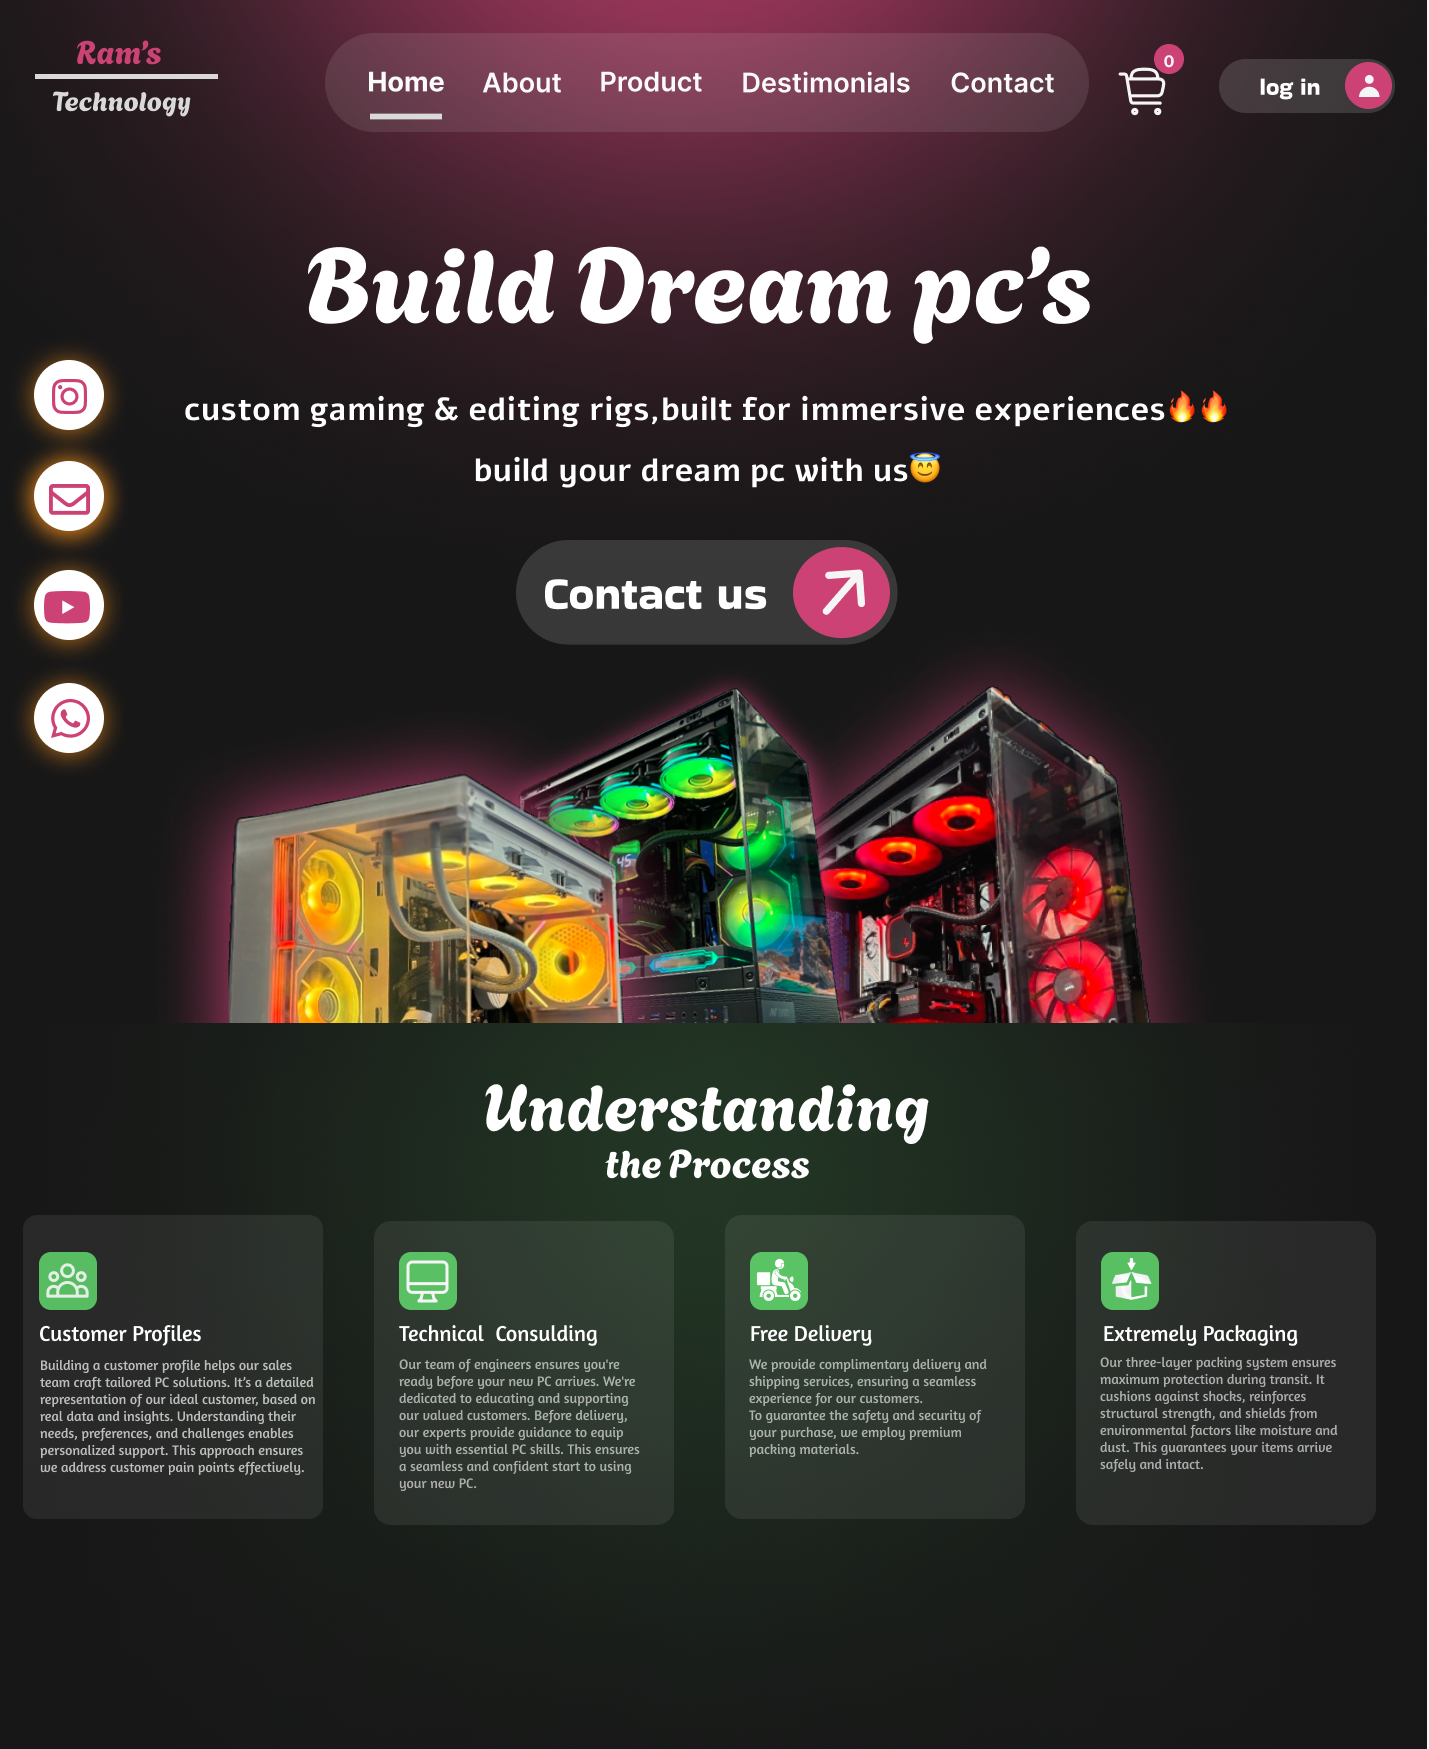 Ram's
Technology
Home About Product Destimonials Contact
0
log in
Build Dream pc's
custom gaming & editing rigs,built for immersive experiences🔥🔥
build your dream pc with us😇
Contact us
45
Understanding
the Process
Customer Profiles
Building a customer profile helps our sales
team craft tailored PC solutions. It's a detailed
representation of our ideal customer, based on
real data and insights. Understanding their
needs, preferences, and challenges enables
personalized support. This approach ensures
we address customer pain points effectively.
Technical Consulding
Our team of engineers ensures you're
ready before your new PC arrives. We're
dedicated to educating and supporting
our valued customers. Before delivery,
our experts provide guidance to equip
you with essential PC skills. This ensures
a seamless and confident start to using
your new PC.
Free Delivery
We provide complimentary delivery and
shipping services, ensuring a seamless
experience for our customers.
To guarantee the safety and security of
your purchase, we employ premium
packing materials.
Extremely Packaging
Our three-layer packing system ensures
maximum protection during transit. It
cushions against shocks, reinforces
structural strength, and shields from
environmental factors like moisture and
dust. This guarantees your items arrive
safely and intact.